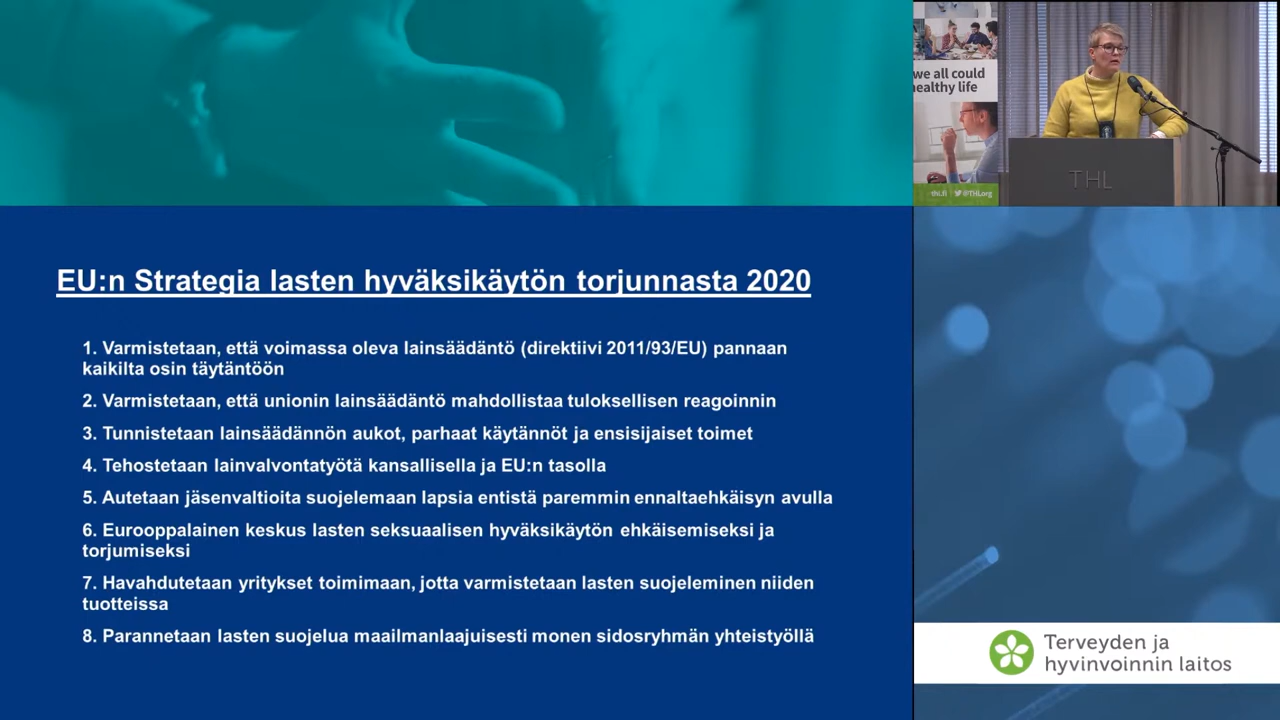 we all could
healthy life
thl.fi @THLorg
THL
EU:n Strategia lasten hyväksikäytön torjunnasta 2020
1. Varmistetaan, että voimassa oleva lainsäädäntö (direktiivi 2011/93/EU) pannaan
kaikilta osin täytäntöön
2. Varmistetaan, että unionin lainsäädäntö mahdollistaa tuloksellisen reagoinnin
3. Tunnistetaan lainsäädännön aukot, parhaat käytännöt ja ensisijaiset toimet
4. Tehostetaan lainvalvontatyötä kansallisella ja EU:n tasolla
5. Autetaan jäsenvaltioita suojelemaan lapsia entistä paremmin ennaltaehkäisyn avulla
6. Eurooppalainen keskus lasten seksuaalisen hyväksikäytön ehkäisemiseksi ja
torjumiseksi
7. Havahdutetaan yritykset toimimaan, jotta varmistetaan lasten suojeleminen niiden
tuotteissa
8. Parannetaan lasten suojelua maailmanlaajuisesti monen sidosryhmän yhteistyöllä
Terveyden ja
hyvinvoinnin laitos